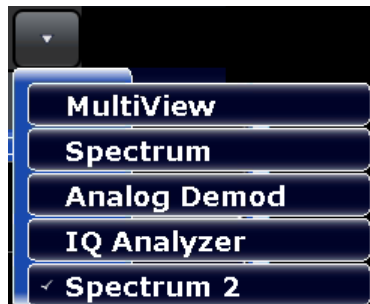 MultiView
Spectrum
Analog Demod
IQ Analyzer
✓ Spectrum 2